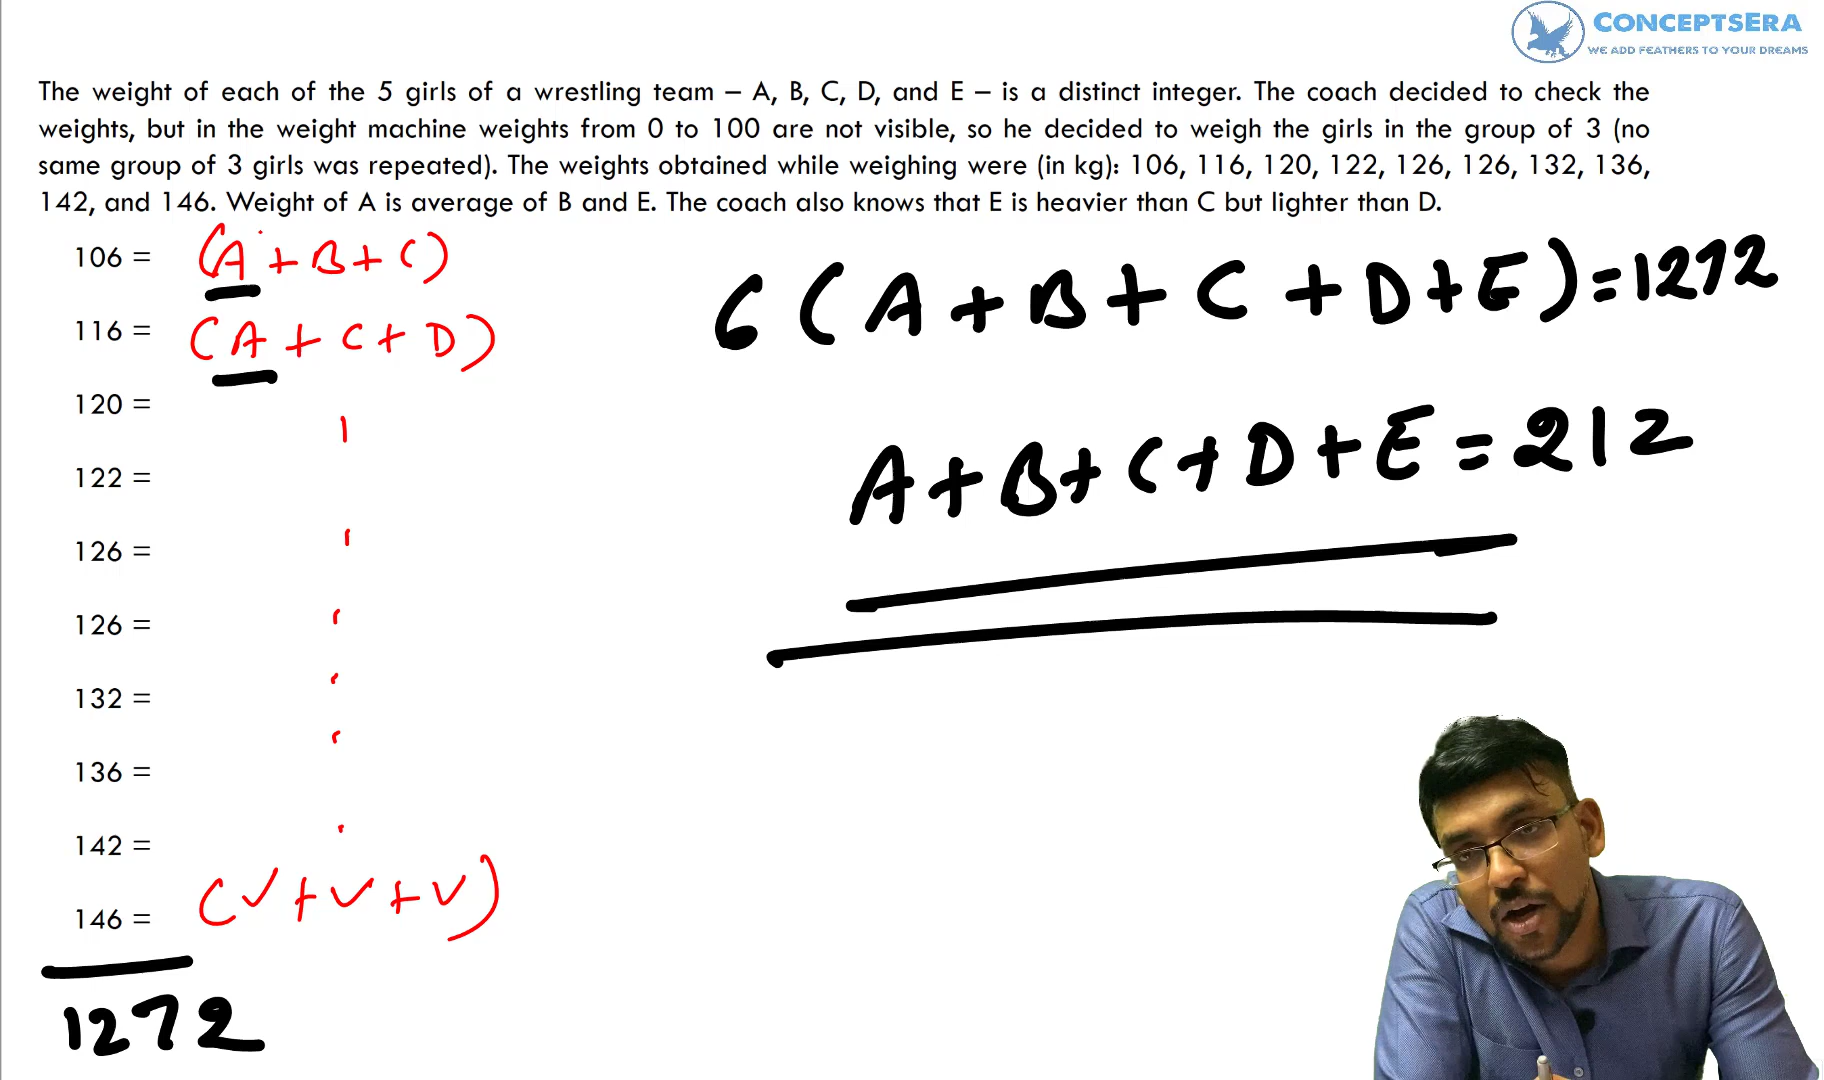 CONCEPTSERA
WE ADD FEATHERS TO YOUR DREAMS
The weight of each of the 5 girls of a wrestling team – A, B, C, D, and E – is a distinct integer. The coach decided to check the
weights, but in the weight machine weights from 0 to 100 are not visible, so he decided to weigh the girls in the group of 3 (no
same group of 3 girls was repeated). The weights obtained while weighing were (in kg): 106, 116, 120, 122, 126, 126, 132, 136,
142, and 146. Weight of A is average of B and E. The coach also knows that E is heavier than C but lighter than D.
106 = (A+B+C)
6(A+B+C+D+E)=1272
116 = (A+C+D)
120 =
A+B+C+D+E=212
122 =
126 =
126 =
132 =
136 =
142 =
146 = (✓+✓+✓)
1272